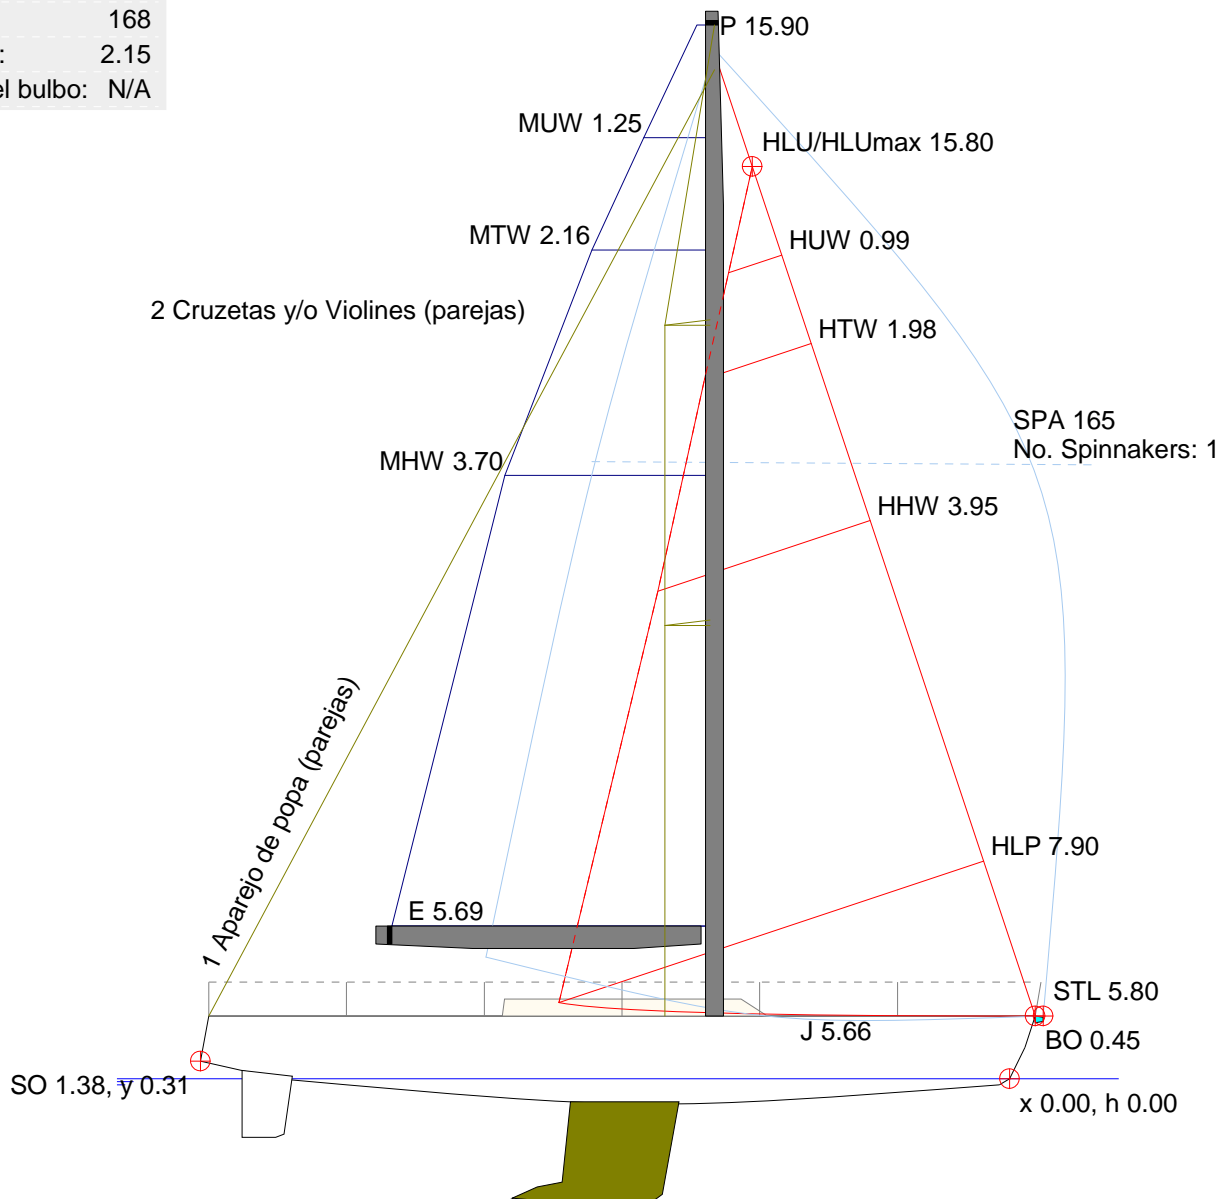 168
: 2.15
el bulbo: N/A
P 15.90
MUW 1.25
HLU/HLUmax 15.80
MTW 2.16
HUW 0.99
2 Cruzetas y/o Violines (parejas)
HTW 1.98
SPA 165
No. Spinnakers: 1
MHW 3.70
HHW 3.95
HLP 7.90
1 Aparejo de popa (parejas)
E 5.69
STL 5.80
J 5.66
BO 0.45
SO 1.38, y 0.31
x 0.00, h 0.00